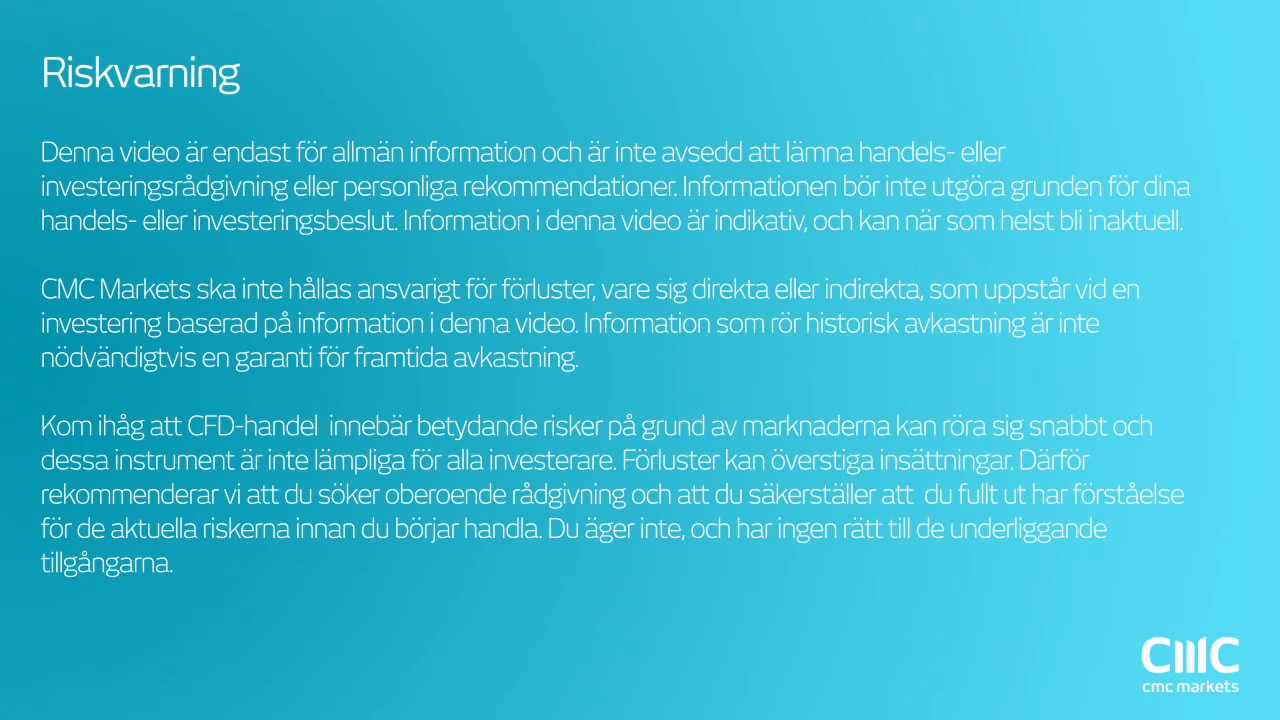 Riskvarning
Denna video är endast för allmän information och är inte avsedd att lämna handels- eller
investeringsrådgivning eller personliga rekommendationer. Informationen bör inte utgöra grunden för dina
handels- eller investeringsbeslut. Information i denna video är indikativ, och kan när som helst bli inaktuell.
CMC Markets ska inte hållas ansvarigt för förluster, vare sig direkta eller indirekta, som uppstår vid en
investering baserad på information i denna video. Information som rör historisk avkastning är inte
nödvändigtvis en garanti för framtida avkastning.
Kom ihåg att CFD-handel  innebär betydande risker på grund av marknaderna kan röra sig snabbt och
dessa instrument är inte lämpliga för alla investerare. Förluster kan överstiga insättningar. Därför
rekommenderar vi att du söker oberoende rådgivning och att du säkerställer att  du fullt ut har förståelse
för de aktuella riskerna innan du börjar handla. Du äger inte, och har ingen rätt till de underliggande
tillgångarna.
CMC
cmc markets